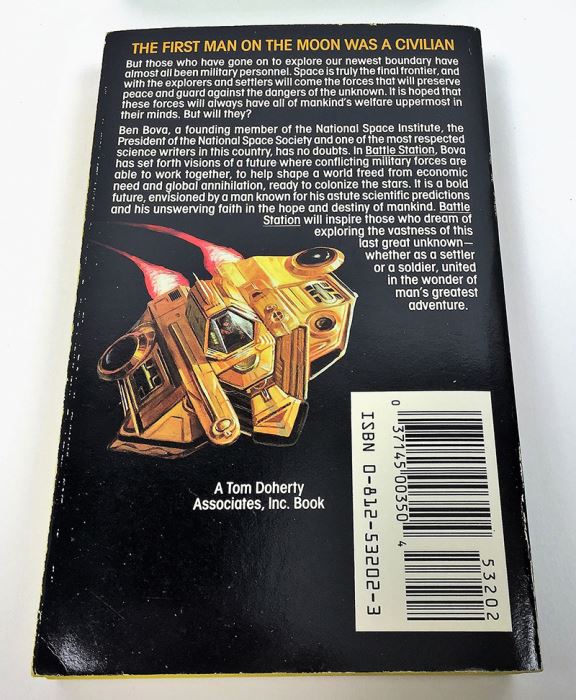 THE FIRST MAN ON THE MOON WAS A CIVILIAN
But those who have gone on to explore our newest boundary have
almost all been military personnel. Space is truly the final frontier, and
with the explorers and settlers will come the forces that will preserve
peace and guard against the dangers of the unknown. It is hoped that
these forces will always have all of mankind's welfare uppermost in
their minds. But will they?
Ben Bova, a founding member of the National Space Institute, the
President of the National Space Society and one of the most respected
science writers in this country, has no doubts. In Battle Station, Bova
has set forth visions of a future where conflicting military forces are
able to work together, to help shape a world freed from economic
need and global annihilation, ready to colonize the stars. It is a bold
future, envisioned by a man known for his astute scientific predictions
and his unswerving faith in the hope and destiny of mankind. Battle
Station will inspire those who dream of
exploring the vastness of this
last great unknown—
whether as a settler
or a soldier, united
in the wonder of
man's greatest
adventure.
A Tom Doherty
Associates, Inc. Book
ISBN 0-812-53202-3
0 37145 00350 4
53202